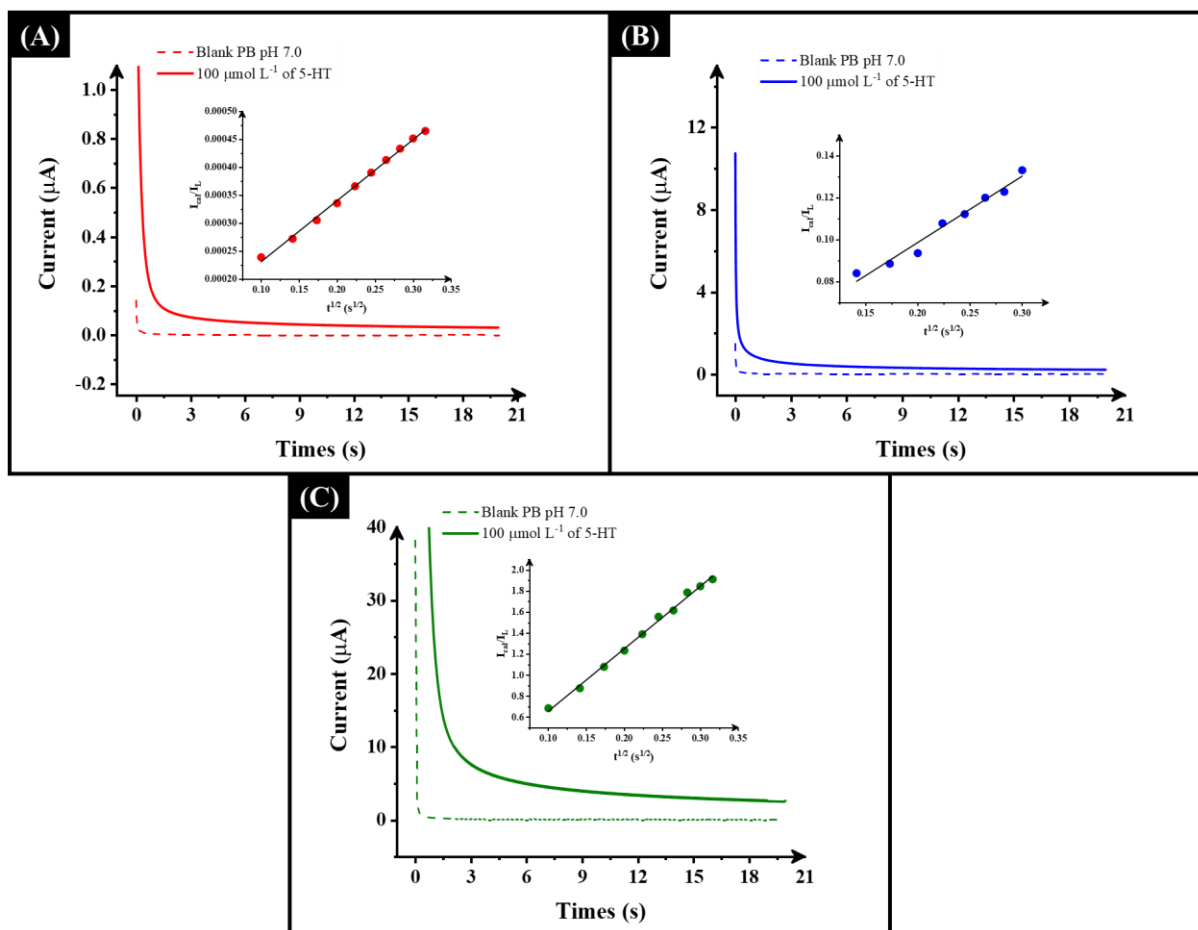 (A)
Blank PB pH 7.0
100 μmol L⁻¹ of 5-HT
Current (μA)
1.0
0.8
0.6
0.4
0.2
0.0
-0.2
0 3 6 9 12 15 18 21
Times (s)
I_cat/I_L
0.00050
0.00045
0.00040
0.00035
0.00030
0.00025
0.00020
0.10 0.15 0.20 0.25 0.30 0.35
t^1/2 (s^1/2)
(B)
Blank PB pH 7.0
100 μmol L⁻¹ of 5-HT
Current (μA)
12
8
4
0
0 3 6 9 12 15 18 21
Times (s)
I_cat/I_L
0.14
0.12
0.10
0.08
0.15 0.20 0.25 0.30
t^1/2 (s^1/2)
(C)
Blank PB pH 7.0
100 μmol L⁻¹ of 5-HT
Current (μA)
40
30
20
10
0
0 3 6 9 12 15 18 21
Times (s)
I_cat/I_L
2.0
1.8
1.6
1.4
1.2
1.0
0.8
0.6
0.10 0.15 0.20 0.25 0.30 0.35
t^1/2 (s^1/2)